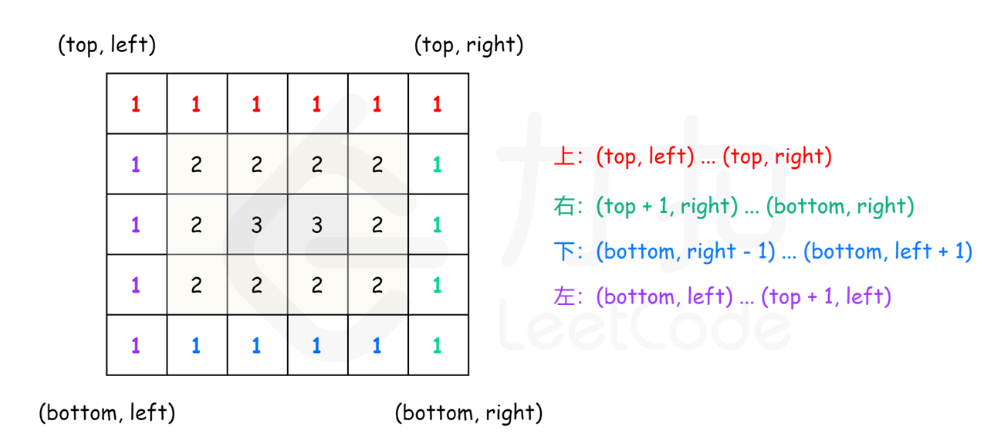 (top, left) (top, right)
1 1 1 1 1 1
1 2 2 2 2 1
上：(top, left) ... (top, right)
右：(top + 1, right) ... (bottom, right)
1 2 3 3 2 1
下：(bottom, right - 1) ... (bottom, left + 1)
1 2 2 2 2 1
左：(bottom, left) ... (top + 1, left)
1 1 1 1 1 1
(bottom, left) (bottom, right)
力扣
LeetCode